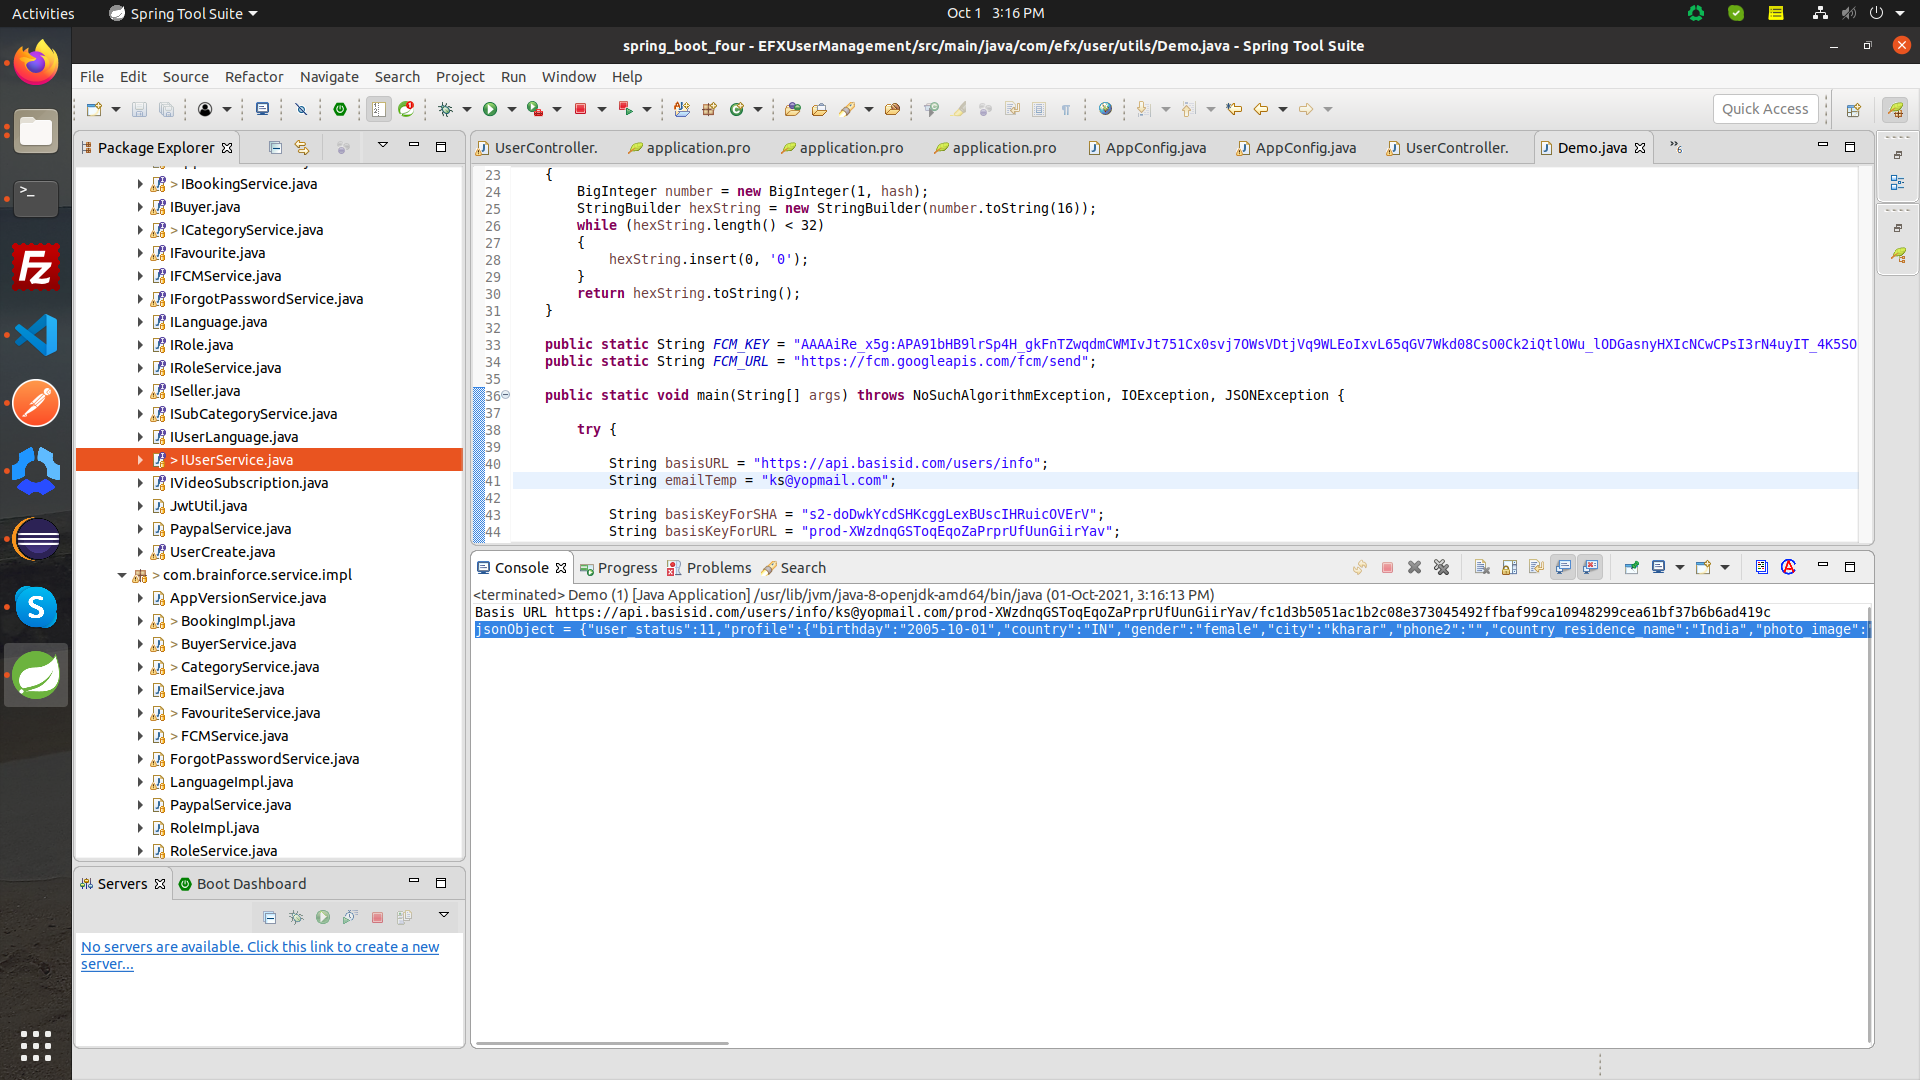 Activities
Spring Tool Suite
Oct 1 3:16 PM
spring_boot_four - EFXUserManagement/src/main/java/com/efx/user/utils/Demo.java - Spring Tool Suite
File Edit Source Refactor Navigate Search Project Run Window Help
Quick Access
Package Explorer
> IBookingService.java
IBuyer.java
> ICategoryService.java
IFavourite.java
IFCMService.java
IForgotPasswordService.java
ILanguage.java
IRole.java
IRoleService.java
ISeller.java
ISubCategoryService.java
IUserLanguage.java
> IUserService.java
IVideoSubscription.java
JwtUtil.java
PaypalService.java
UserCreate.java
> com.brainforce.service.impl
AppVersionService.java
> BookingImpl.java
> BuyerService.java
> CategoryService.java
EmailService.java
> FavouriteService.java
> FCMService.java
ForgotPasswordService.java
LanguageImpl.java
PaypalService.java
RoleImpl.java
RoleService.java
Servers
Boot Dashboard
No servers are available. Click this link to create a new
server...
UserController. application.pro application.pro application.pro AppConfig.java AppConfig.java UserController. Demo.java »6
23 {
24 BigInteger number = new BigInteger(1, hash);
25 StringBuilder hexString = new StringBuilder(number.toString(16));
26 while (hexString.length() < 32)
27 {
28 hexString.insert(0, '0');
29 }
30 return hexString.toString();
31 }
32
33 public static String FCM_KEY = "AAAAiRe_x5g:APA91bHB9lrSp4H_gkFnTZwqdmCWMIvJt751Cx0svj7OWsVDtjVq9WLEoIxvL65qGV7Wkd08CsO0Ck2iQtlOWu_lODGasnyHXIcNCwCPsI3rN4uyIT_4K5SO
34 public static String FCM_URL = "https://fcm.googleapis.com/fcm/send";
35
36 public static void main(String[] args) throws NoSuchAlgorithmException, IOException, JSONException {
37
38 try {
39
40 String basisURL = "https://api.basisid.com/users/info";
41 String emailTemp = "ks@yopmail.com";
42
43 String basisKeyForSHA = "s2-doDwkYcdSHKcggLexBUscIHRuicOVErV";
44 String basisKeyForURL = "prod-XWzdnqGSToqEqoZaPrprUfUunGiirYav";
Console Progress Problems Search
<terminated> Demo (1) [Java Application] /usr/lib/jvm/java-8-openjdk-amd64/bin/java (01-Oct-2021, 3:16:13 PM)
Basis URL https://api.basisid.com/users/info/ks@yopmail.com/prod-XWzdnqGSToqEqoZaPrprUfUunGiirYav/fc1d3b5051ac1b2c08e373045492ffbaf99ca10948299cea61bf37b6b6ad419c
jsonObject = {"user_status":11,"profile":{"birthday":"2005-10-01","country":"IN","gender":"female","city":"kharar","phone2":"","country_residence_name":"India","photo_image":